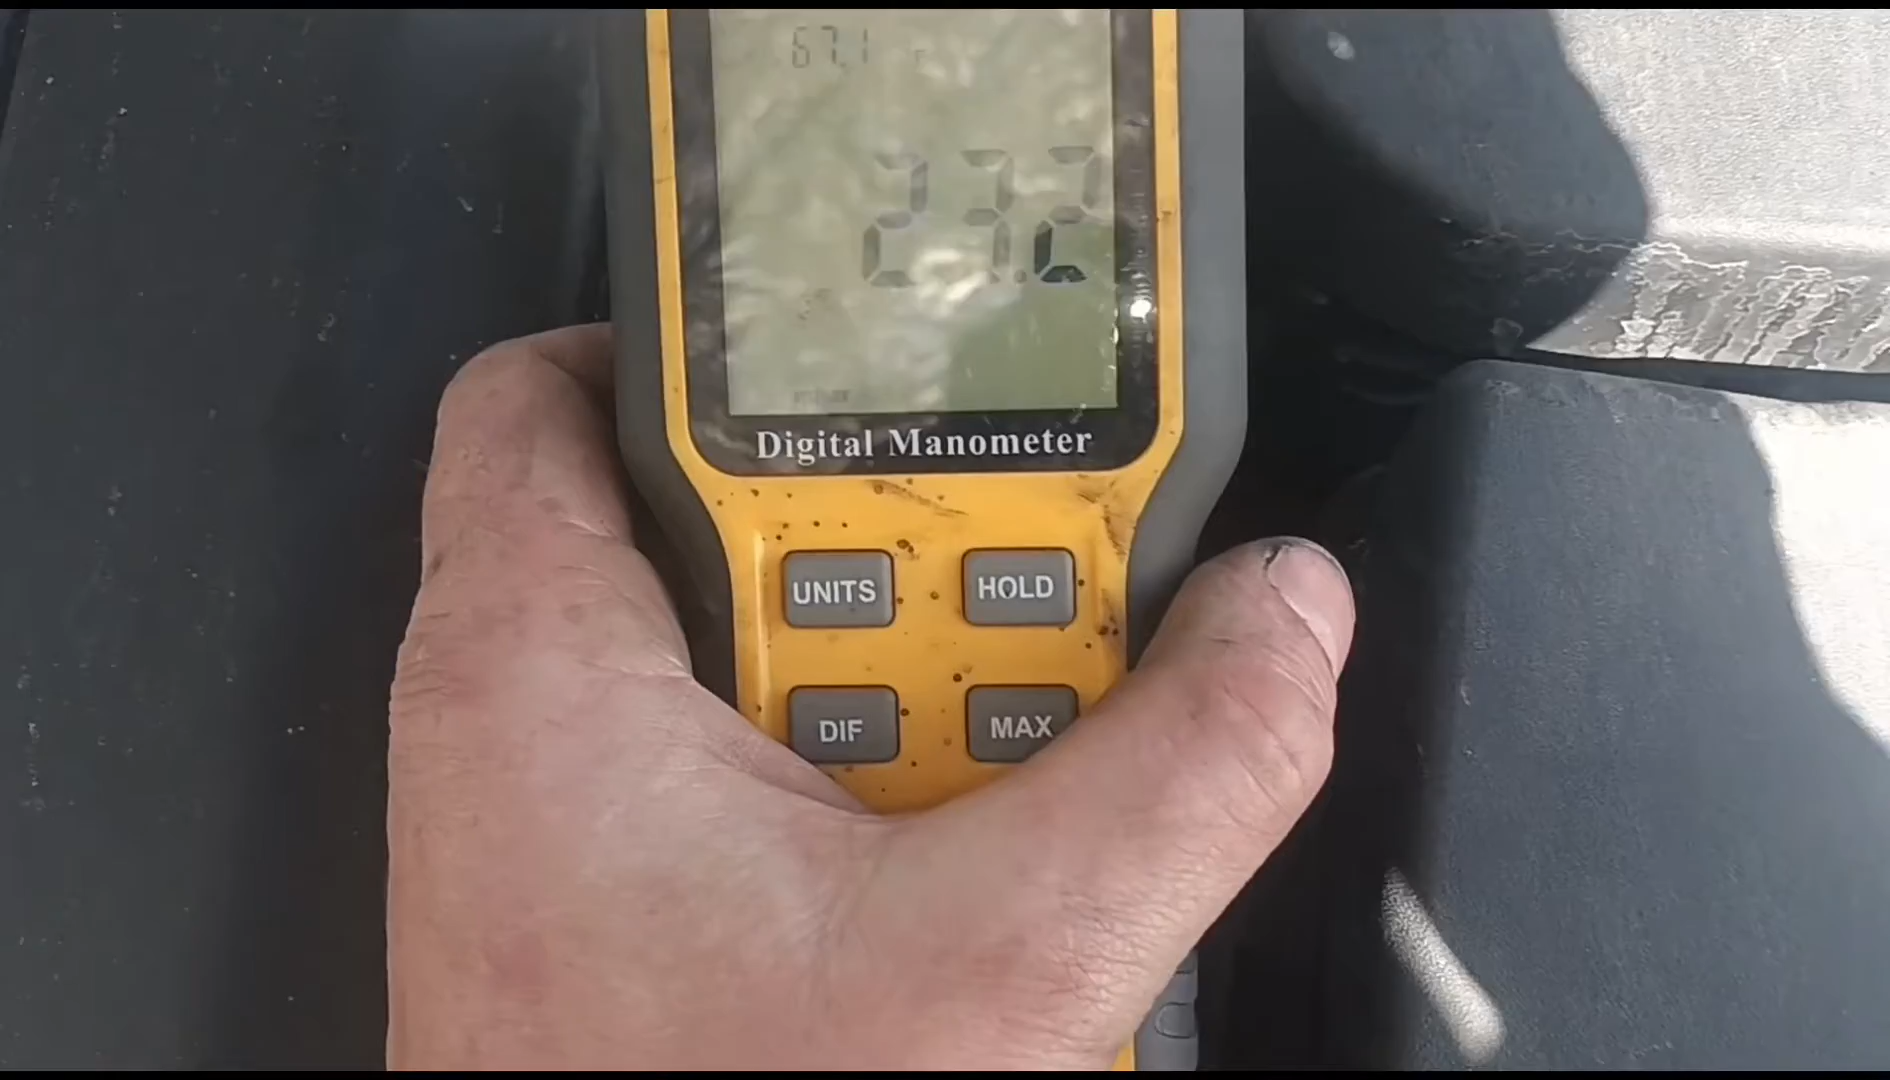 67.1
23.2
Digital Manometer
UNITS HOLD
DIF MAX